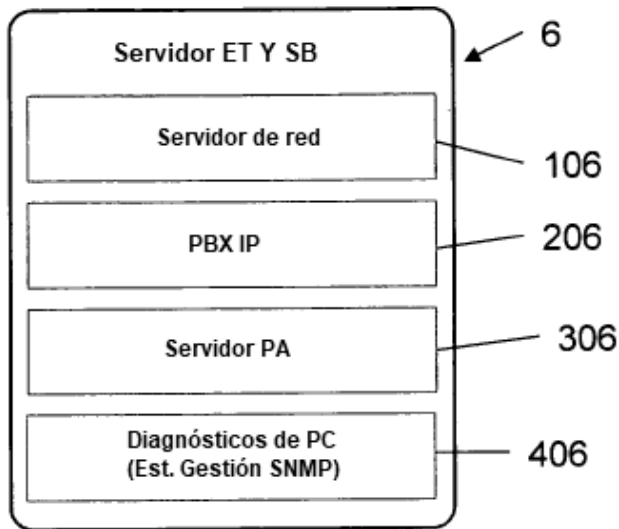 Servidor ET Y SB
6
Servidor de red
106
PBX IP
206
Servidor PA
306
Diagnósticos de PC
(Est. Gestión SNMP)
406